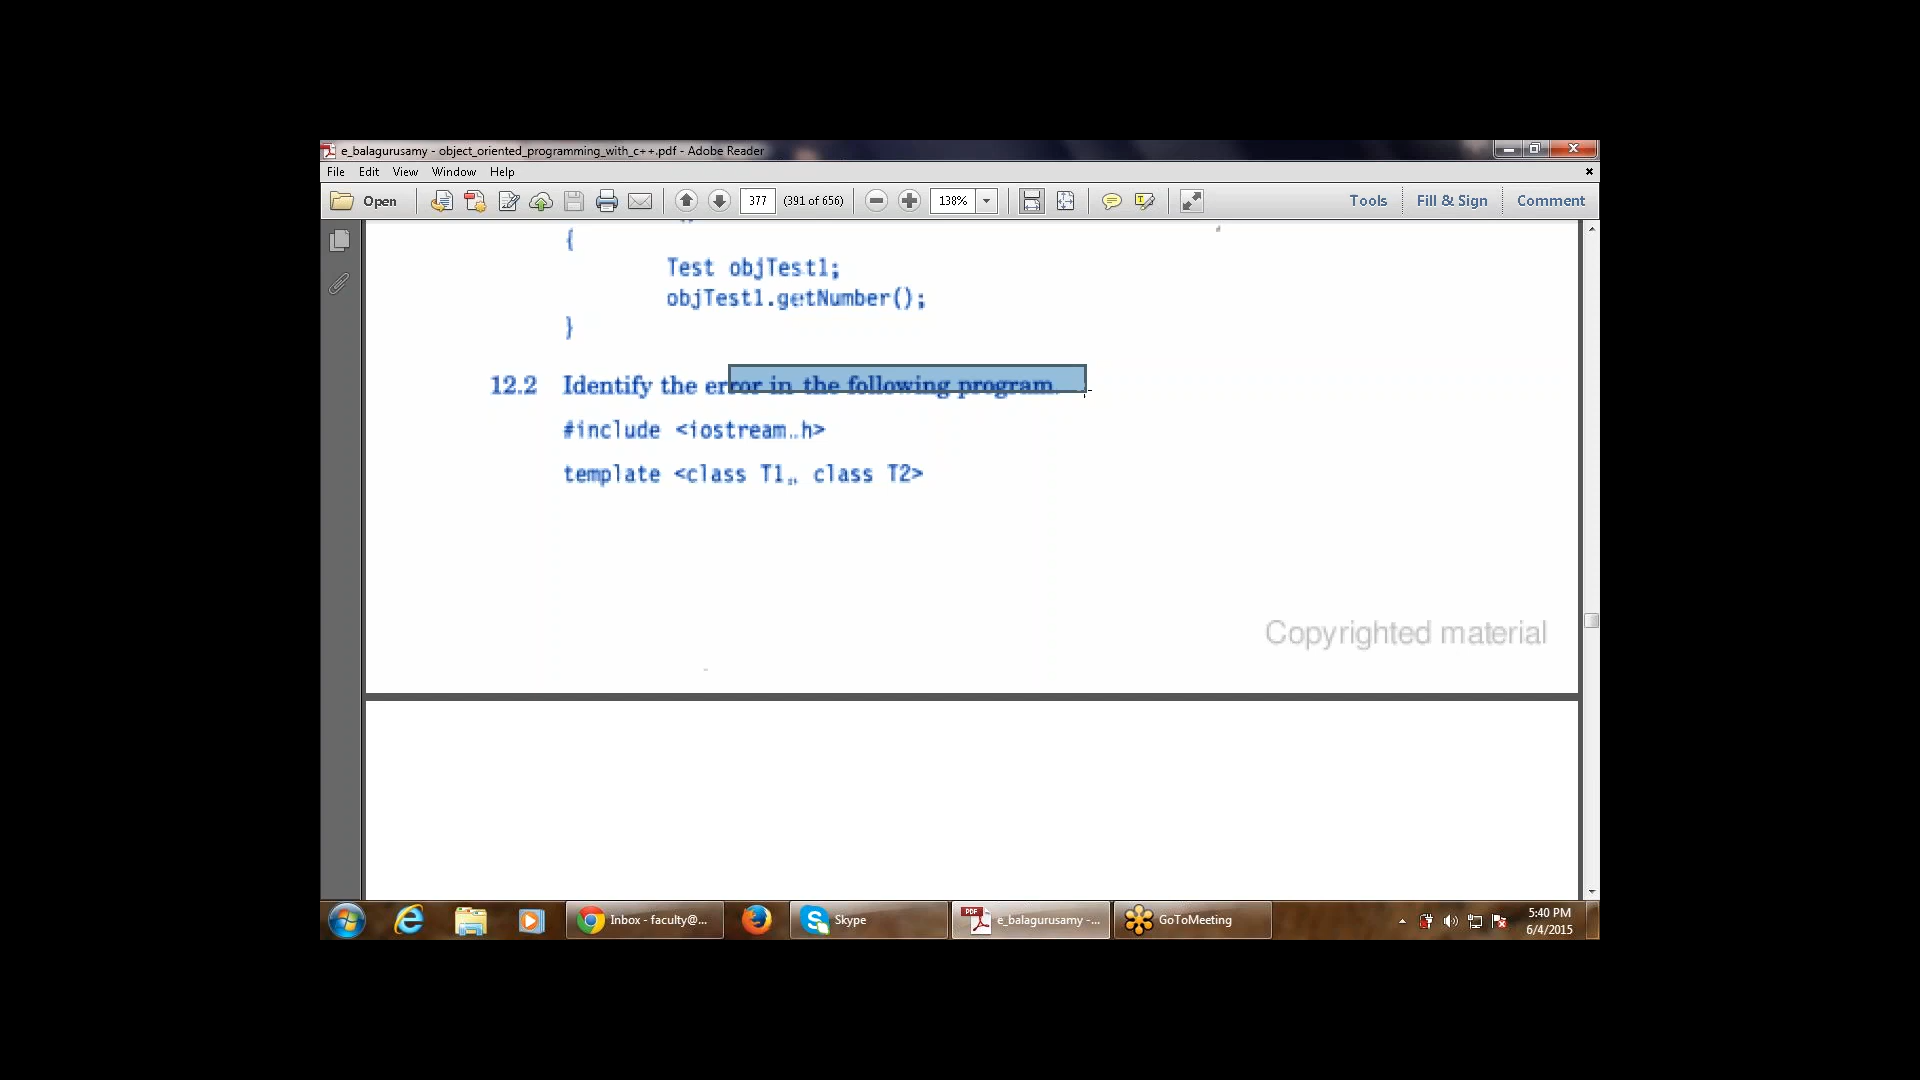 e_balagurusamy - object_oriented_programming_with_c++.pdf - Adobe Reader
File Edit View Window Help
Open 377 (391 of 656) 138% Tools Fill & Sign Comment
{
Test objTest1;
objTest1.getNumber();
}
12.2 Identify the error in the following program.
#include <iostream.h>
template <class T1, class T2>
Copyrighted material
Inbox - faculty@... Skype e_balagurusamy -... GoToMeeting
5:40 PM
6/4/2015